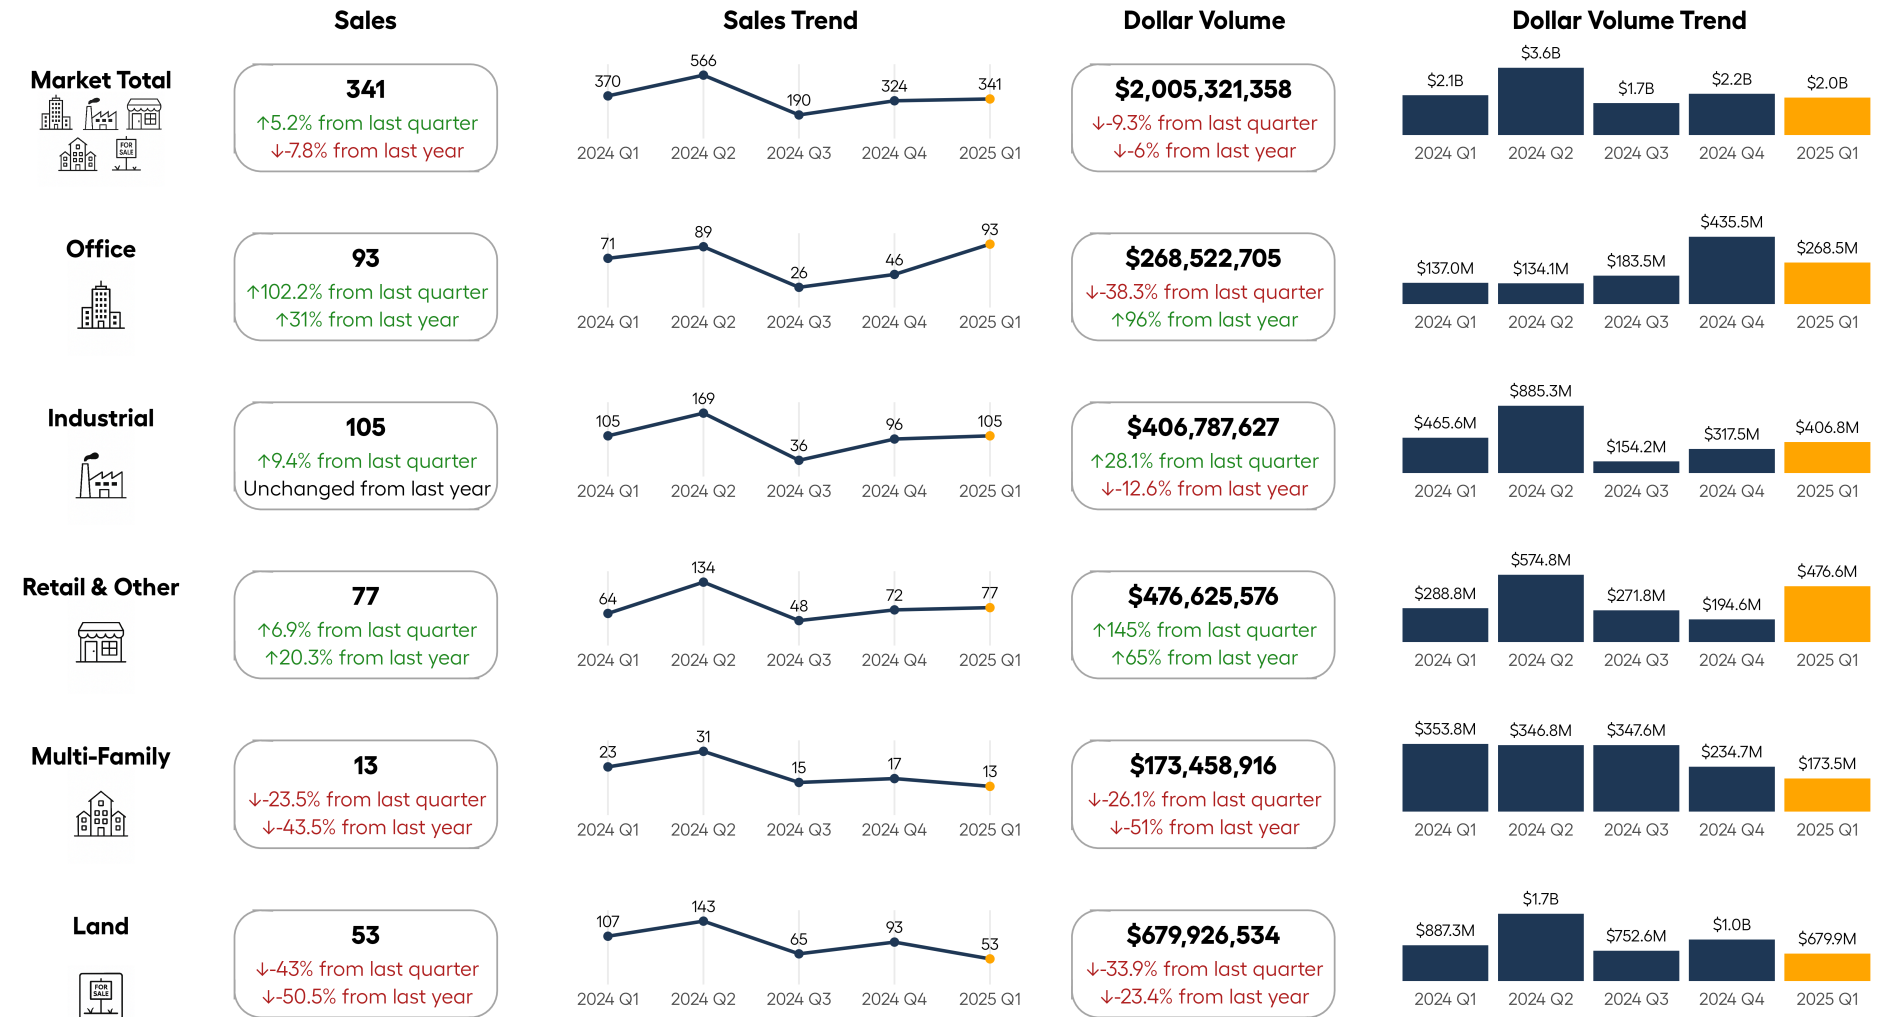 Sales
Sales Trend
Dollar Volume
Dollar Volume Trend
Market Total
FOR SALE
341
↑5.2% from last quarter
↓-7.8% from last year
370
566
190
324
341
2024 Q1
2024 Q2
2024 Q3
2024 Q4
2025 Q1
$2,005,321,358
↓-9.3% from last quarter
↓-6% from last year
$2.1B
$3.6B
$1.7B
$2.2B
$2.0B
2024 Q1
2024 Q2
2024 Q3
2024 Q4
2025 Q1
Office
93
↑102.2% from last quarter
↑31% from last year
71
89
26
46
93
2024 Q1
2024 Q2
2024 Q3
2024 Q4
2025 Q1
$268,522,705
↓-38.3% from last quarter
↑96% from last year
$137.0M
$134.1M
$183.5M
$435.5M
$268.5M
2024 Q1
2024 Q2
2024 Q3
2024 Q4
2025 Q1
Industrial
105
↑9.4% from last quarter
Unchanged from last year
105
169
36
96
105
2024 Q1
2024 Q2
2024 Q3
2024 Q4
2025 Q1
$406,787,627
↑28.1% from last quarter
↓-12.6% from last year
$465.6M
$885.3M
$154.2M
$317.5M
$406.8M
2024 Q1
2024 Q2
2024 Q3
2024 Q4
2025 Q1
Retail & Other
77
↑6.9% from last quarter
↑20.3% from last year
64
134
48
72
77
2024 Q1
2024 Q2
2024 Q3
2024 Q4
2025 Q1
$476,625,576
↑145% from last quarter
↑65% from last year
$288.8M
$574.8M
$271.8M
$194.6M
$476.6M
2024 Q1
2024 Q2
2024 Q3
2024 Q4
2025 Q1
Multi-Family
13
↓-23.5% from last quarter
↓-43.5% from last year
23
31
15
17
13
2024 Q1
2024 Q2
2024 Q3
2024 Q4
2025 Q1
$173,458,916
↓-26.1% from last quarter
↓-51% from last year
$353.8M
$346.8M
$347.6M
$234.7M
$173.5M
2024 Q1
2024 Q2
2024 Q3
2024 Q4
2025 Q1
Land
FOR
SALE
53
↓-43% from last quarter
↓-50.5% from last year
107
143
65
93
53
2024 Q1
2024 Q2
2024 Q3
2024 Q4
2025 Q1
$679,926,534
↓-33.9% from last quarter
↓-23.4% from last year
$887.3M
$1.7B
$752.6M
$1.0B
$679.9M
2024 Q1
2024 Q2
2024 Q3
2024 Q4
2025 Q1